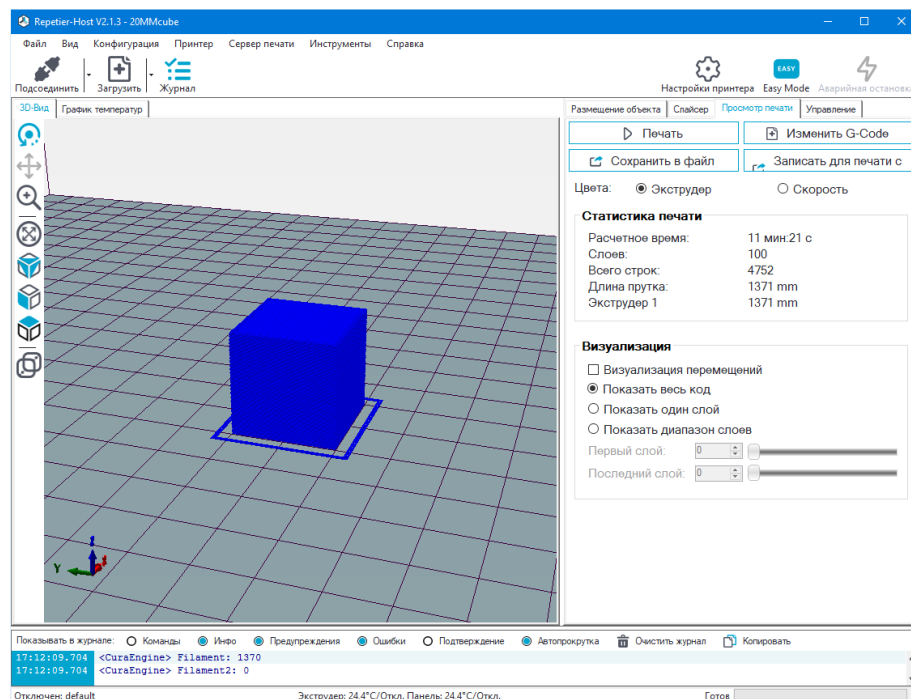 Repetier-Host V2.1.3 - 20MMcube
Файл Вид Конфигурация Принтер Сервер печати Инструменты Справка
Подсоединить Загрузить Журнал Настройки принтера EASY Easy Mode Аварийная остановка
3D-Вид График температур Размещение объекта Слайсер Просмотр печати Управление
Печать Изменить G-Code
Сохранить в файл Записать для печати с
Цвета: Экструдер Скорость
Статистика печати
Расчетное время: 11 мин:21 с
Слоев: 100
Всего строк: 4752
Длина прутка: 1371 mm
Экструдер 1 1371 mm
Визуализация
Визуализация перемещений
Показать весь код
Показать один слой
Показать диапазон слоев
Первый слой: 0
Последний слой: 0
Y
Показывать в журнале: Команды Инфо Предупреждения Ошибки Подтверждение Автопрокрутка Очистить журнал Копировать
17:12:09.704 <CuraEngine> Filament: 1370
17:12:09.704 <CuraEngine> Filament2: 0
Отключен: default Экструдер: 24.4°C/Откл. Панель: 24.4°C/Откл. Готов